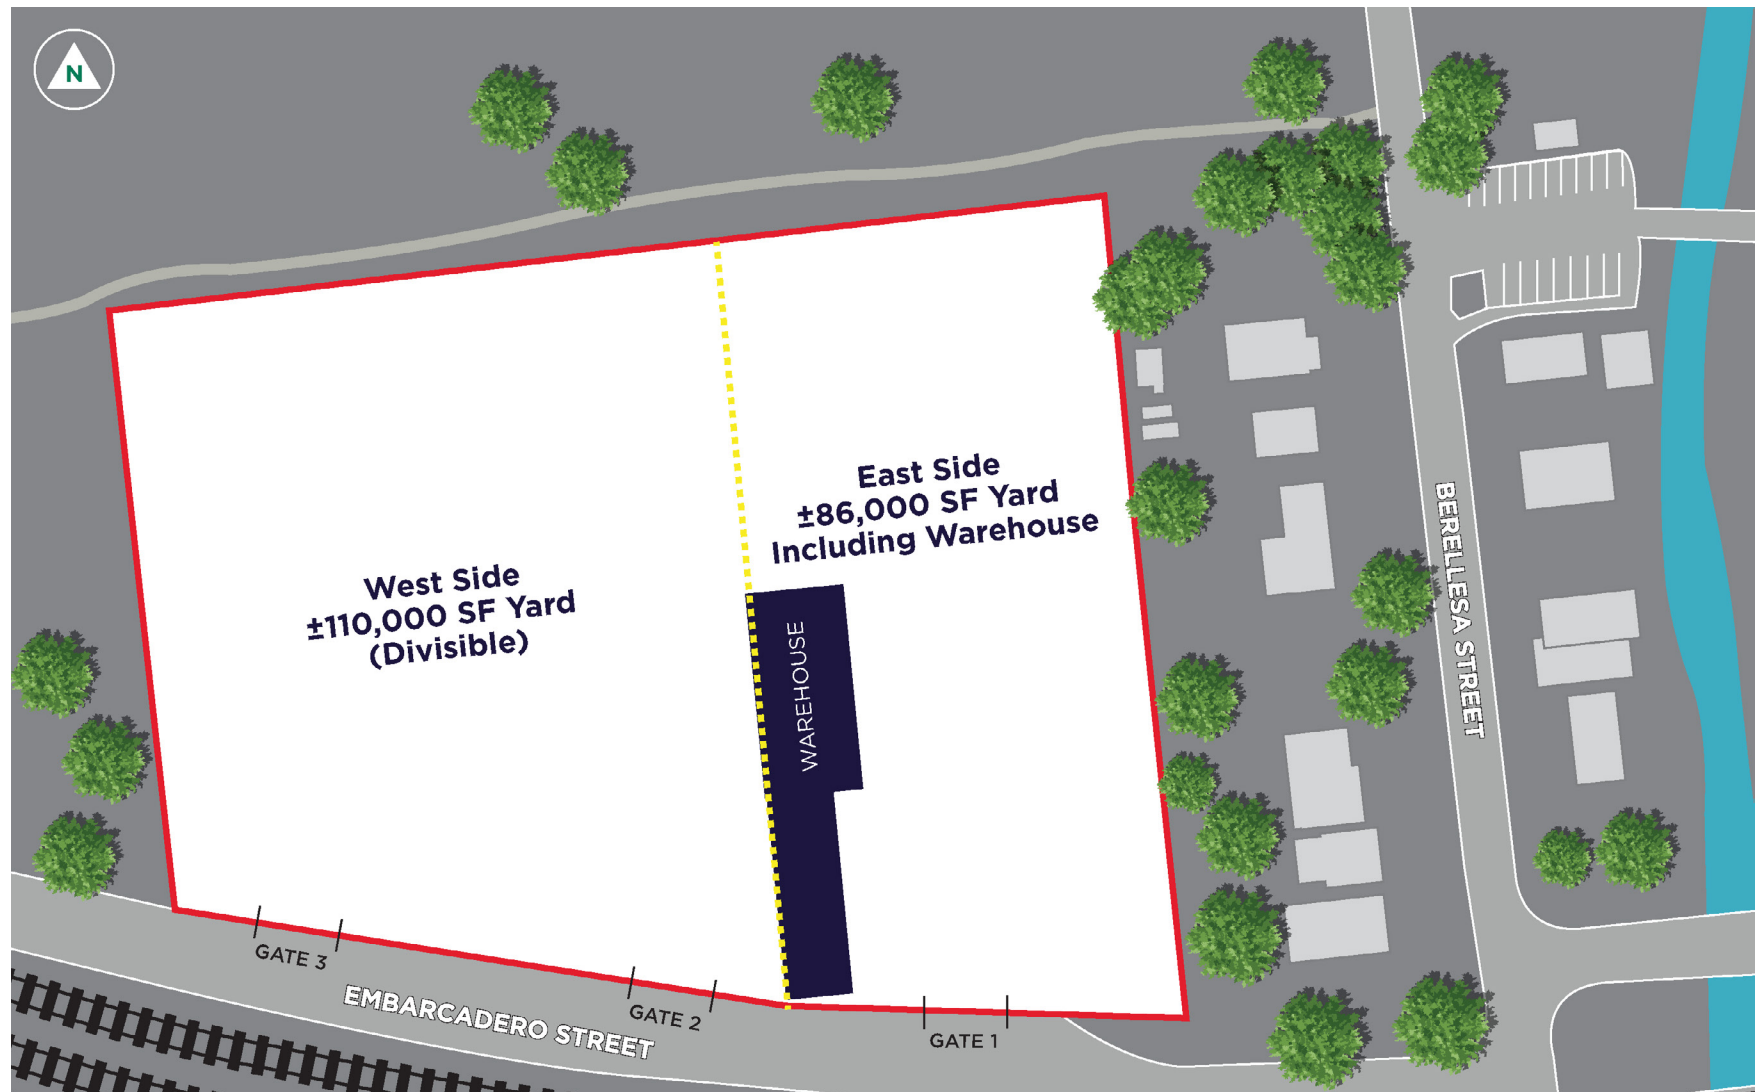 N
East Side
±86,000 SF Yard
Including Warehouse
West Side
±110,000 SF Yard
(Divisible)
WAREHOUSE
BERELLESA STREET
GATE 3
EMBARCADERO STREET
GATE 2
GATE 1